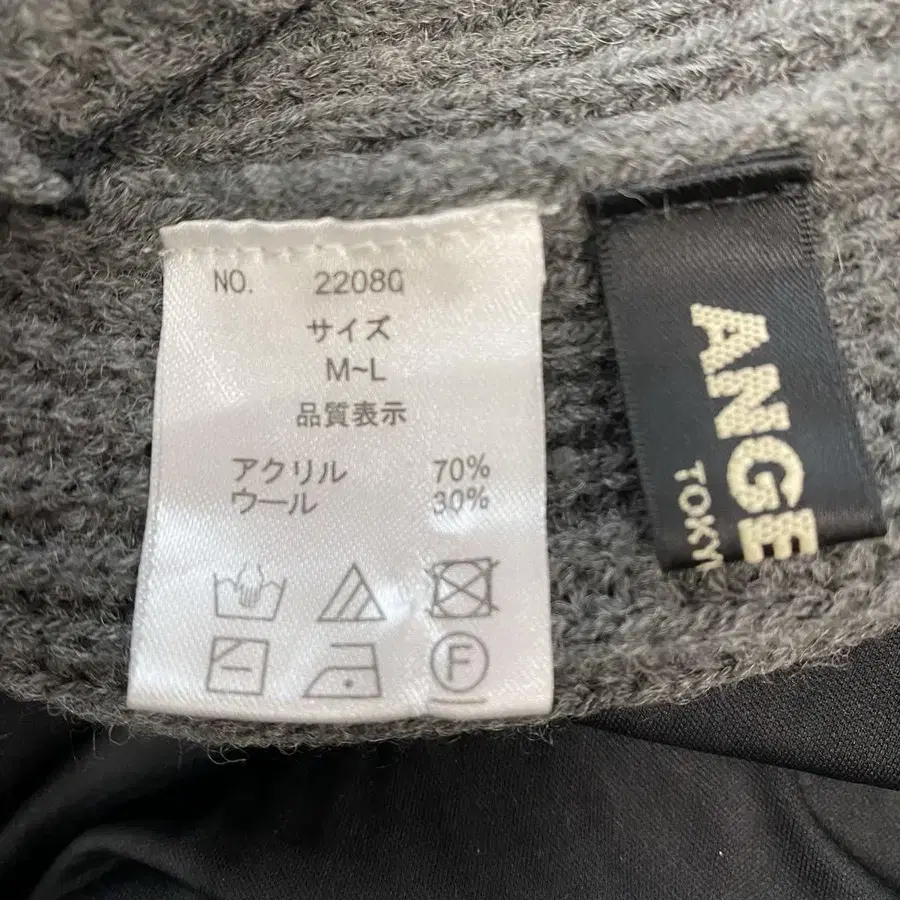 NO. 2208G
サイズ
M~L
品質表示
アクリル 70%
ウール 30%
F
ANGE
TOKY